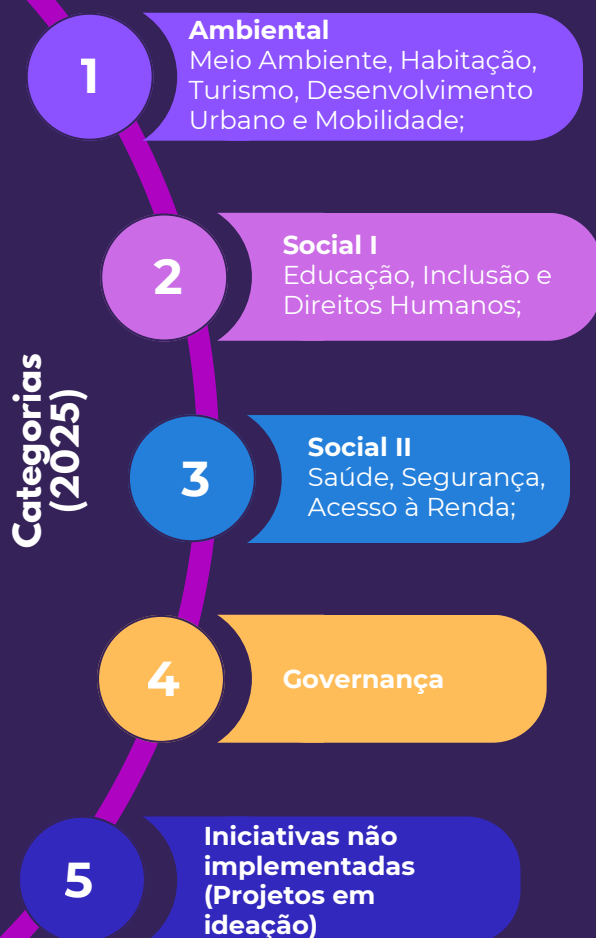 Categorias
(2025)
1
Ambiental
Meio Ambiente, Habitação,
Turismo, Desenvolvimento
Urbano e Mobilidade;
2
Social I
Educação, Inclusão e
Direitos Humanos;
3
Social II
Saúde, Segurança,
Acesso à Renda;
4
Governança
5
Iniciativas não
implementadas
(Projetos em
ideação)